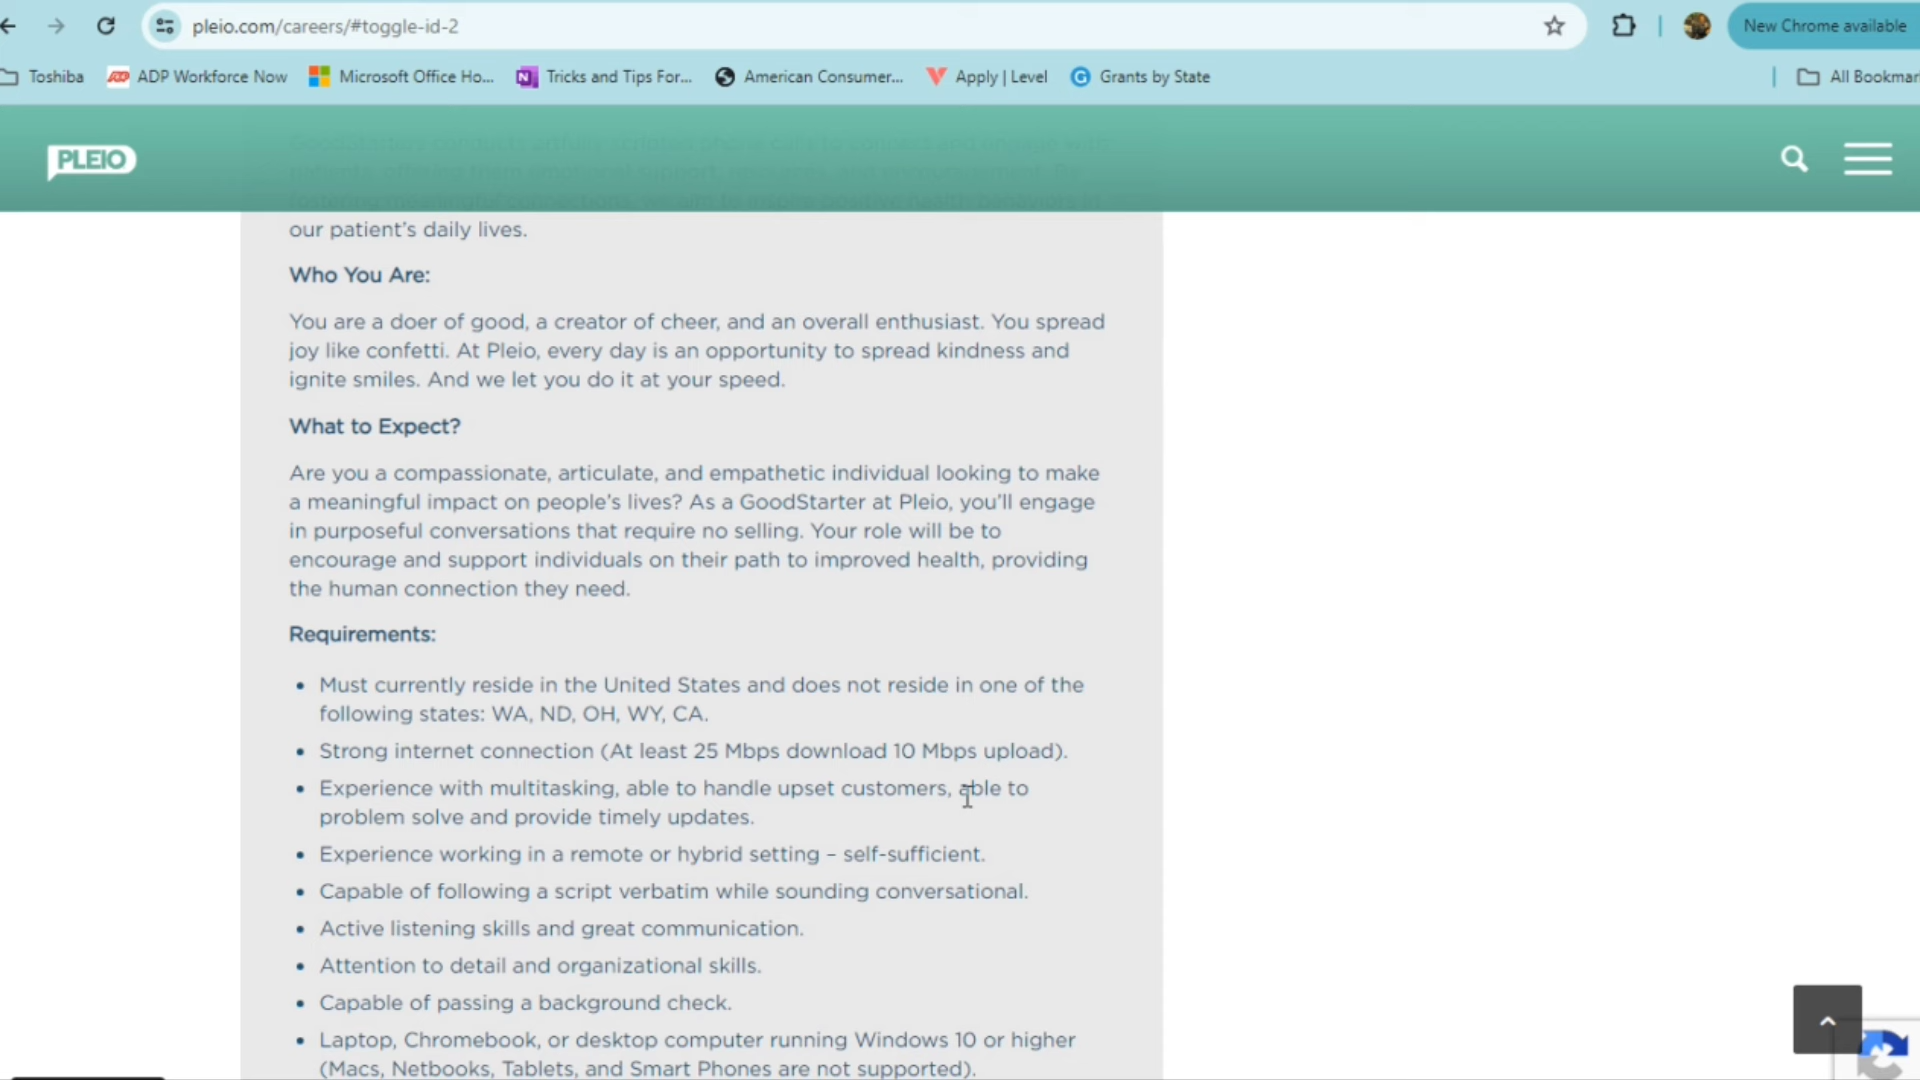 pleio.com/careers/#toggle-id-2
New Chrome available
Toshiba
ADP Workforce Now
Microsoft Office Ho...
Tricks and Tips For...
American Consumer...
Apply | Level
Grants by State
All Bookmar
PLEIO
our patient's daily lives.
Who You Are:
You are a doer of good, a creator of cheer, and an overall enthusiast. You spread
joy like confetti. At Pleio, every day is an opportunity to spread kindness and
ignite smiles. And we let you do it at your speed.
What to Expect?
Are you a compassionate, articulate, and empathetic individual looking to make
a meaningful impact on people's lives? As a GoodStarter at Pleio, you'll engage
in purposeful conversations that require no selling. Your role will be to
encourage and support individuals on their path to improved health, providing
the human connection they need.
Requirements:
• Must currently reside in the United States and does not reside in one of the
following states: WA, ND, OH, WY, CA.
• Strong internet connection (At least 25 Mbps download 10 Mbps upload).
• Experience with multitasking, able to handle upset customers, able to
problem solve and provide timely updates.
• Experience working in a remote or hybrid setting – self-sufficient.
• Capable of following a script verbatim while sounding conversational.
• Active listening skills and great communication.
• Attention to detail and organizational skills.
• Capable of passing a background check.
• Laptop, Chromebook, or desktop computer running Windows 10 or higher
(Macs, Netbooks, Tablets, and Smart Phones are not supported).